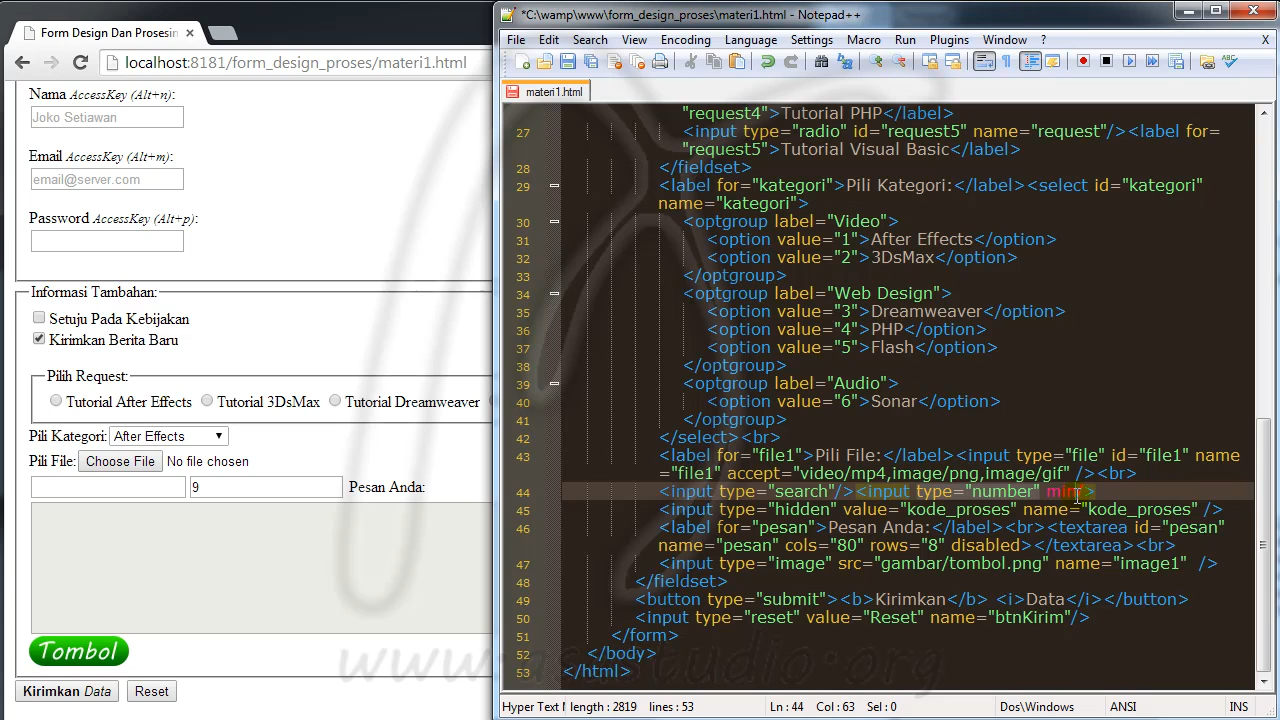 Form Design Dan Prosesin
localhost:8181/form_design_proses/materi1.html
Nama AccessKey (Alt+n):
Joko Setiawan
Email AccessKey (Alt+m):
email@server.com
Password AccessKey (Alt+p):
Informasi Tambahan:
Setuju Pada Kebijakan
Kirimkan Berita Baru
Pilih Request:
Tutorial After Effects Tutorial 3DsMax Tutorial Dreamweaver
Pili Kategori: After Effects
Pili File: Choose File No file chosen
9 Pesan Anda:
Tombol
Kirimkan Data Reset
*C:\wamp\www\form_design_proses\materi1.html - Notepad++
File Edit Search View Encoding Language Settings Macro Run Plugins Window ? X
materi1.html
"request4">Tutorial PHP</label>
27 <input type="radio" id="request5" name="request"/><label for=
"request5">Tutorial Visual Basic</label>
28 </fieldset>
29 <label for="kategori">Pili Kategori:</label><select id="kategori"
name="kategori">
30 <optgroup label="Video">
31 <option value="1">After Effects</option>
32 <option value="2">3DsMax</option>
33 </optgroup>
34 <optgroup label="Web Design">
35 <option value="3">Dreamweaver</option>
36 <option value="4">PHP</option>
37 <option value="5">Flash</option>
38 </optgroup>
39 <optgroup label="Audio">
40 <option value="6">Sonar</option>
41 </optgroup>
42 </select><br>
43 <label for="file1">Pili File:</label><input type="file" id="file1" name
="file1" accept="video/mp4,image/png,image/gif" /><br>
44 <input type="search"/><input type="number"
45 <input type="hidden" value="kode_proses" name="kode_proses" />
46 <label for="pesan">Pesan Anda:</label><br><textarea id="pesan"
name="pesan" cols="80" rows="8" disabled></textarea><br>
47 <input type="image" src="gambar/tombol.png" name="image1" />
48 </fieldset>
49 <button type="submit"><b>Kirimkan</b> <i>Data</i></button>
50 <input type="reset" value="Reset" name="btnKirim"/>
51 </form>
52 </body>
53 </html>
Hyper Text M length : 2819 lines : 53 Ln : 44 Col : 63 Sel : 0 Dos\Windows ANSI INS